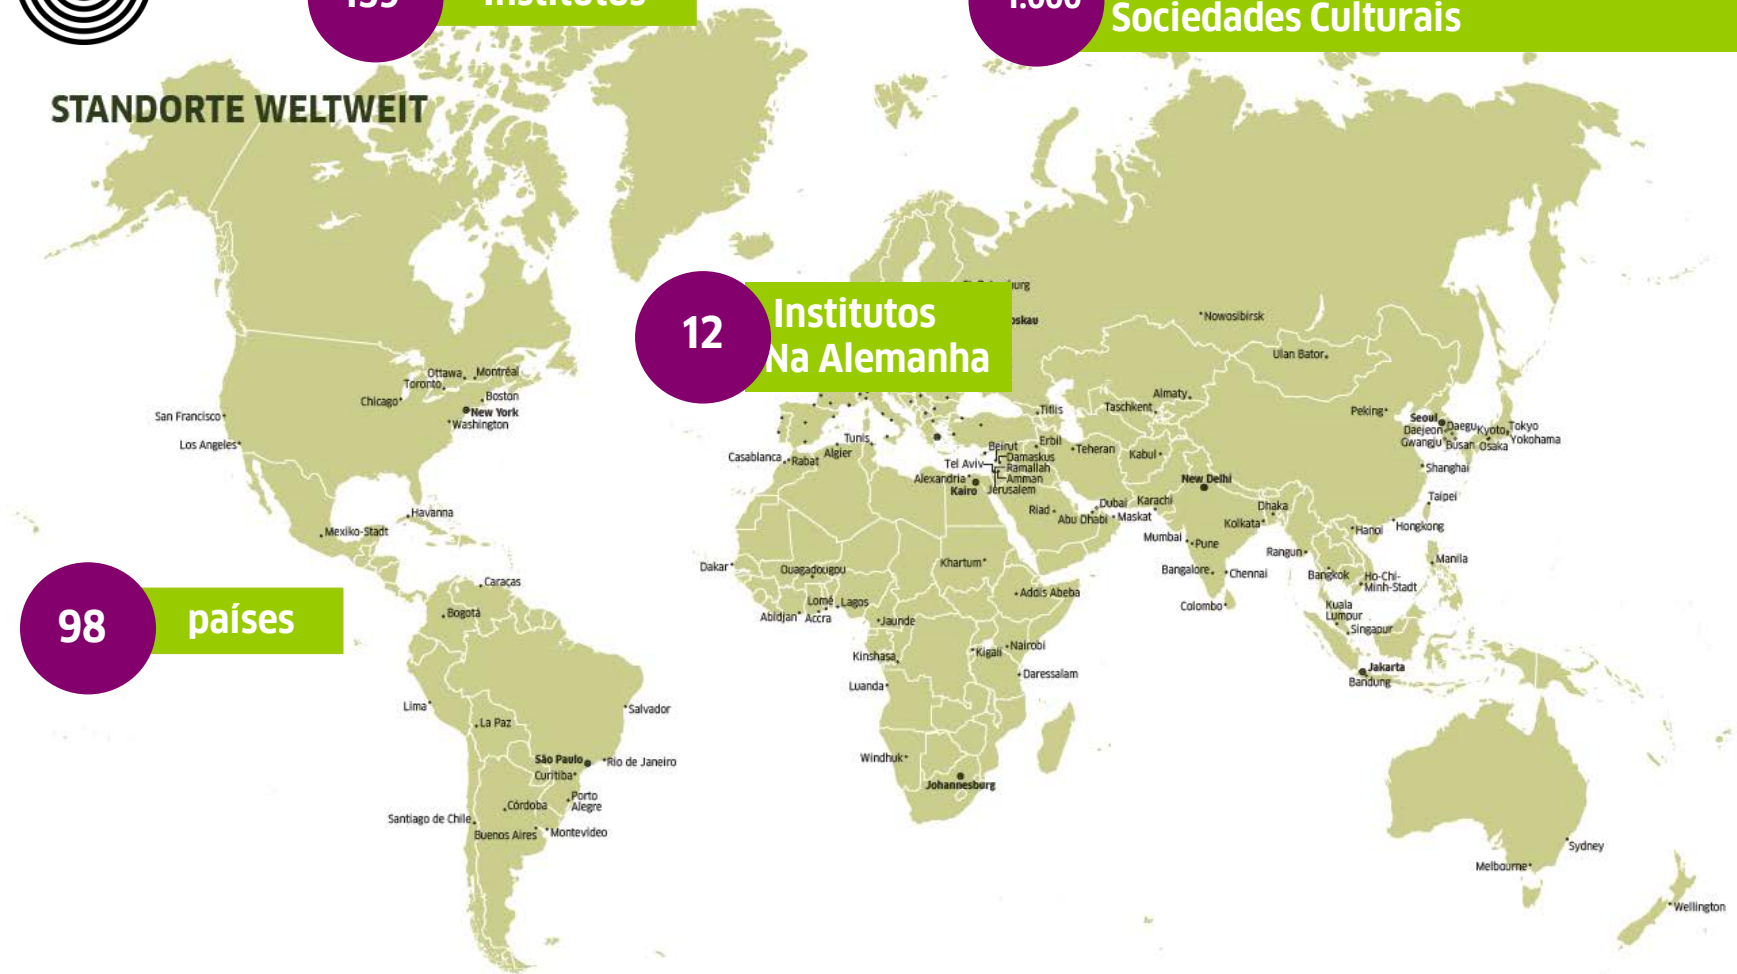 Institutos
1.000
Sociedades Culturais
STANDORTE WELTWEIT
12
Institutos
Na Alemanha
98
países
Nowosibirsk
Ulan Bator
Ottawa
Montréal
Toronto
Chicago
Boston
New York
Washington
San Francisco
Los Angeles
Havanna
Mexiko-Stadt
Caracas
Bogotá
Lima
La Paz
Salvador
São Paulo
Rio de Janeiro
Curitiba
Porto
Alegre
Córdoba
Santiago de Chile
Buenos Aires
Montevideo
Tunis
Algier
Casablanca
Rabat
Tiflis
Almaty
Taschkent
Erbil
Teheran
Kabul
Beirut
Damaskus
Tel Aviv
Ramallah
Amman
Jerusalem
Alexandria
Kairo
Riad
Dubai
Abu Dhabi
Maskat
Karachi
New Delhi
Dhaka
Kolkata
Mumbai
Pune
Bangalore
Chennai
Colombo
Peking
Seoul
Daegu
Kyoto
Tokyo
Daejeon
Gwangju
Busan
Osaka
Yokohama
Shanghai
Taipei
Hanoi
Hongkong
Rangun
Manila
Bangkok
Ho-Chi-
Minh-Stadt
Kuala
Lumpur
Singapur
Jakarta
Bandung
Dakar
Ouagadougou
Khartum
Addis Abeba
Lomé
Lagos
Abidjan
Accra
Jaunde
Kinshasa
Kigali
Nairobi
Daressalam
Luanda
Windhuk
Johannesburg
Sydney
Melbourne
Wellington